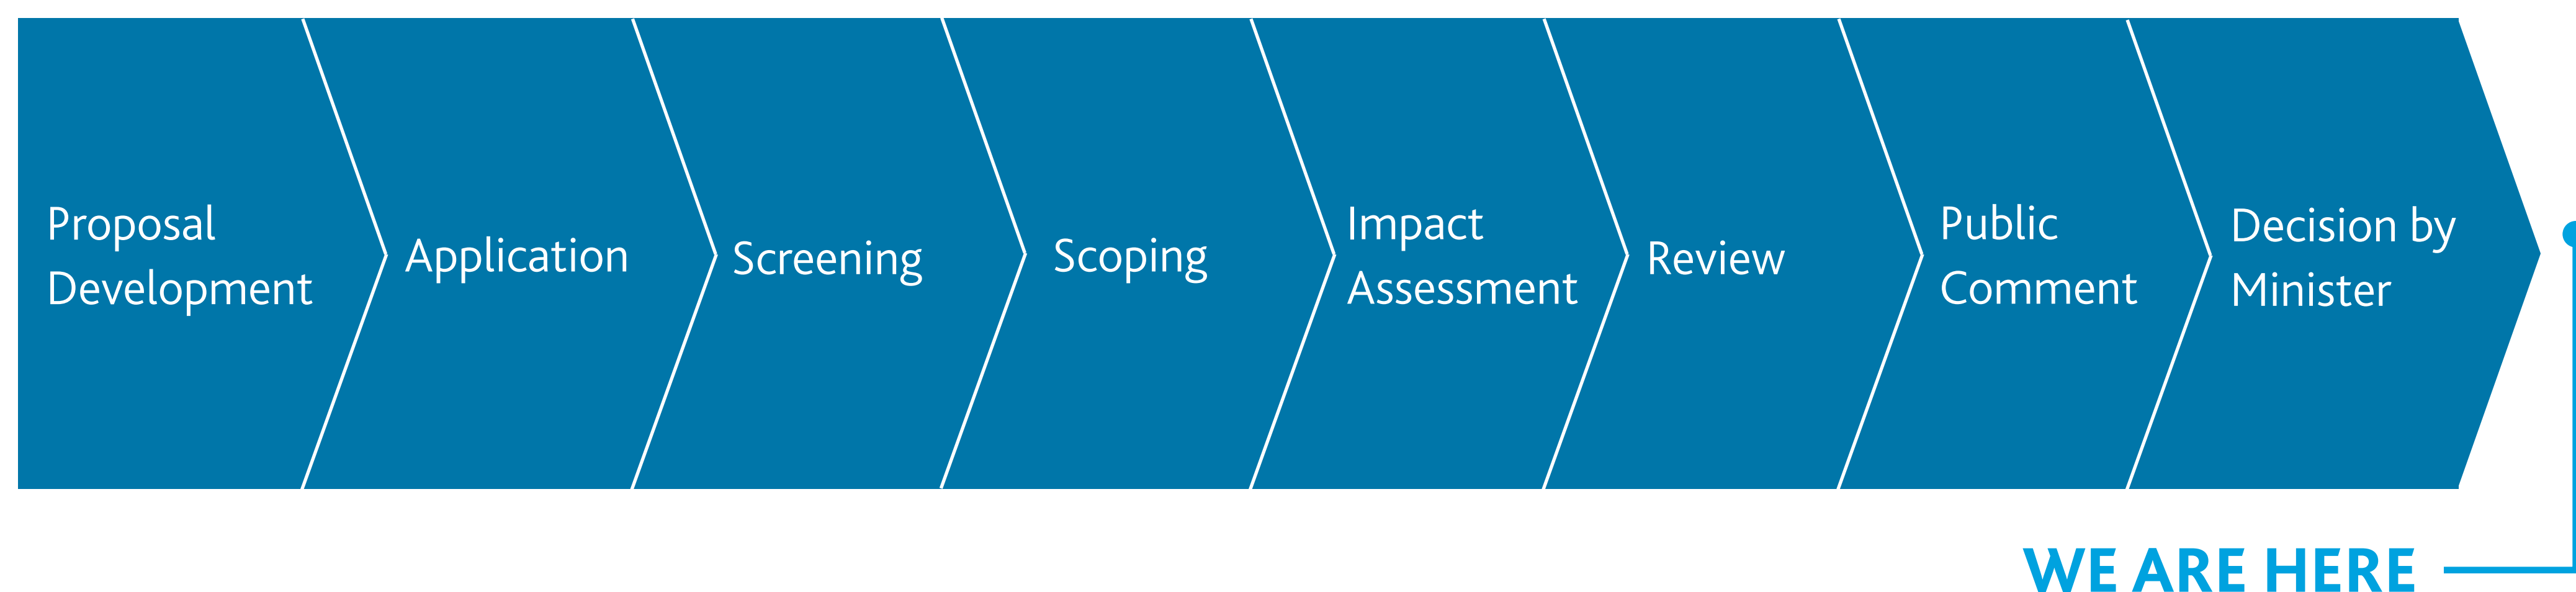 Proposal
Development
Application
Screening
Scoping
Impact
Assessment
Review
Public
Comment
Decision by
Minister
WE ARE HERE